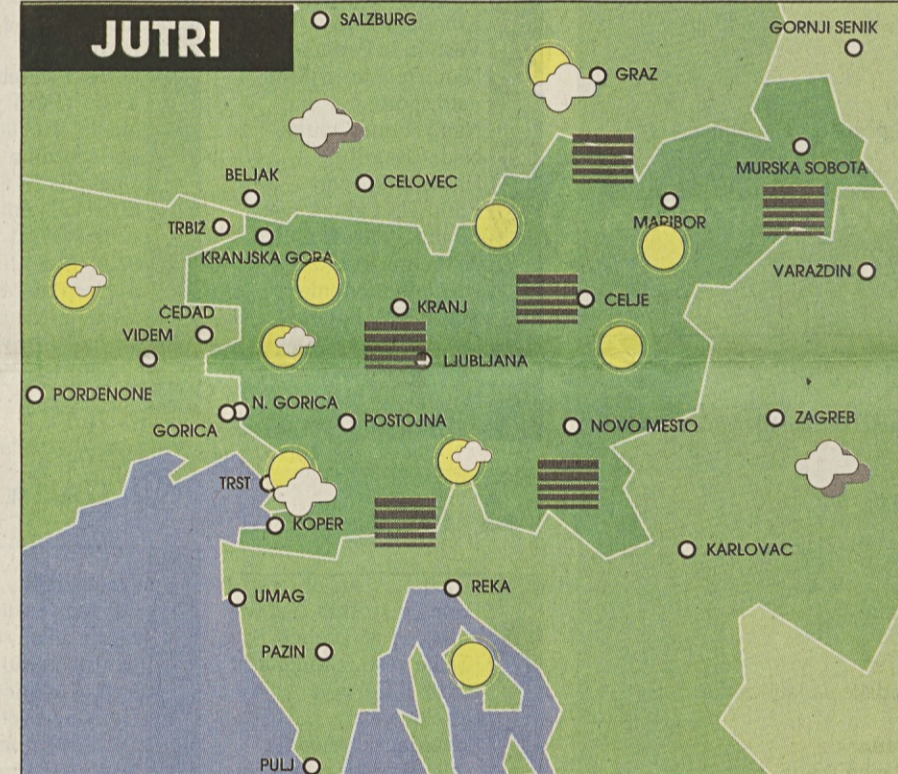 JUTRI
SALZBURG
GORNJI SENIK
GRAZ
MURSKA SOBOTA
BELJAK
CELOVEC
MARIBOR
TRBIŽ
KRANJSKA GORA
VARAŽDIN
KRANJ
CELJE
ČEDAD
VIDEM
LJUBLJANA
PORDENONE
N. GORICA
GORICA
POSTOJNA
NOVO MESTO
ZAGREB
TRST
KOPER
KARLOVAC
UMAG
REKA
PAZIN
PULJ